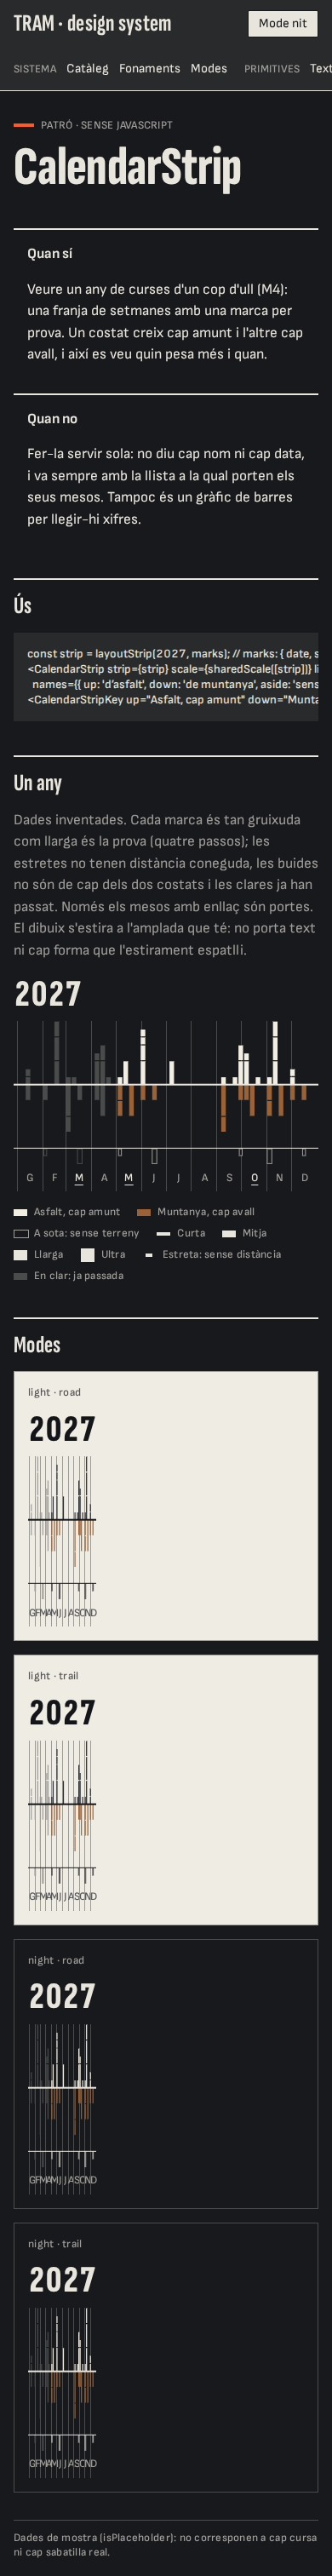 TRAM · design system
Mode nit
SISTEMA Catàleg Fonaments Modes PRIMITIVES Text
PATRÓ · SENSE JAVASCRIPT
CalendarStrip
Quan sí
Veure un any de curses d'un cop d'ull (M4):
una franja de setmanes amb una marca per
prova. Un costat creix cap amunt i l'altre cap
avall, i així es veu quin pesa més i quan.
Quan no
Fer-la servir sola: no diu cap nom ni cap data,
i va sempre amb la llista a la qual porten els
seus mesos. Tampoc és un gràfic de barres
per llegir-hi xifres.
Ús
const strip = layoutStrip(2027, marks); // marks: { date, s
<CalendarStrip strip={strip} scale={sharedScale([strip])} li
names={{ up: 'd'asfalt', down: 'de muntanya', aside: 'sens
<CalendarStripKey up="Asfalt, cap amunt" down="Munta
Un any
Dades inventades. Cada marca és tan gruixuda
com llarga és la prova (quatre passos); les
estretes no tenen distància coneguda, les buides
no són de cap dels dos costats i les clares ja han
passat. Només els mesos amb enllaç són portes.
El dibuix s'estira a l'amplada que té: no porta text
ni cap forma que l'estirament espatlli.
2027
G F M A M J J A S O N D
Asfalt, cap amunt Muntanya, cap avall
A sota: sense terreny Curta Mitja
Llarga Ultra Estreta: sense distància
En clar: ja passada
Modes
light · road
2027
GFMAMJJASOND
light · trail
2027
GFMAMJJASOND
night · road
2027
GFMAMJJASOND
night · trail
2027
GFMAMJJASOND
Dades de mostra (isPlaceholder): no corresponen a cap cursa
ni cap sabatilla real.